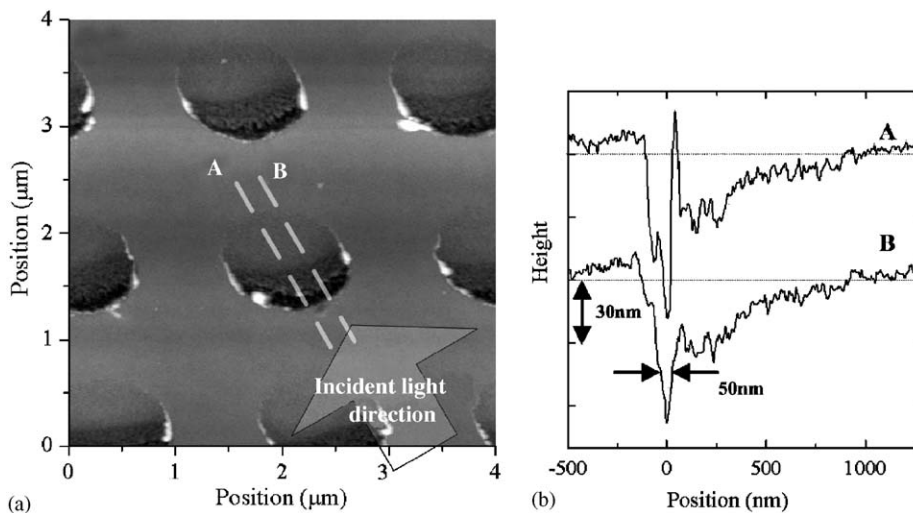 4
3
2
1
0
Position (μm)
A B
Incident light
direction
0 1 2 3 4
Position (μm)
(a)
Height
A
B
30nm
50nm
-500 0 500 1000
Position (nm)
(b)